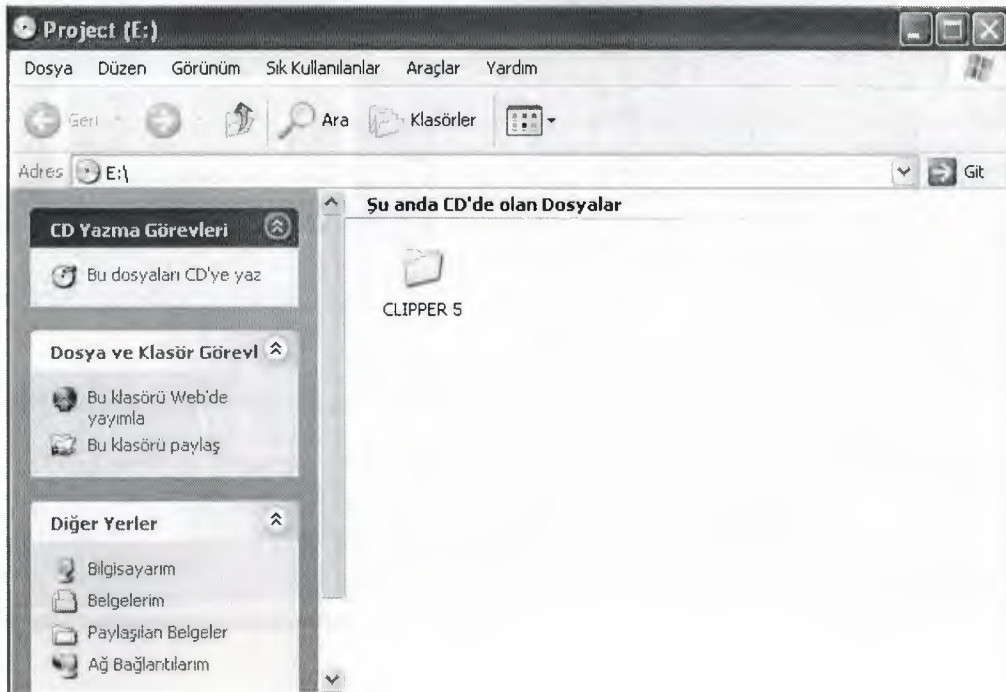 Project (E:)
Dosya Düzen Görünüm Sık Kullanılanlar Araçlar Yardım
Geri Ara Klasörler
Adres E:\ Git
CD Yazma Görevleri
Bu dosyaları CD'ye yaz
Dosya ve Klasör Görevl
Bu klasörü Web'de
yayımla
Bu klasörü paylaş
Diğer Yerler
Bilgisayarım
Belgelerim
Paylaşılan Belgeler
Ağ Bağlantılarım
Şu anda CD'de olan Dosyalar
CLIPPER 5